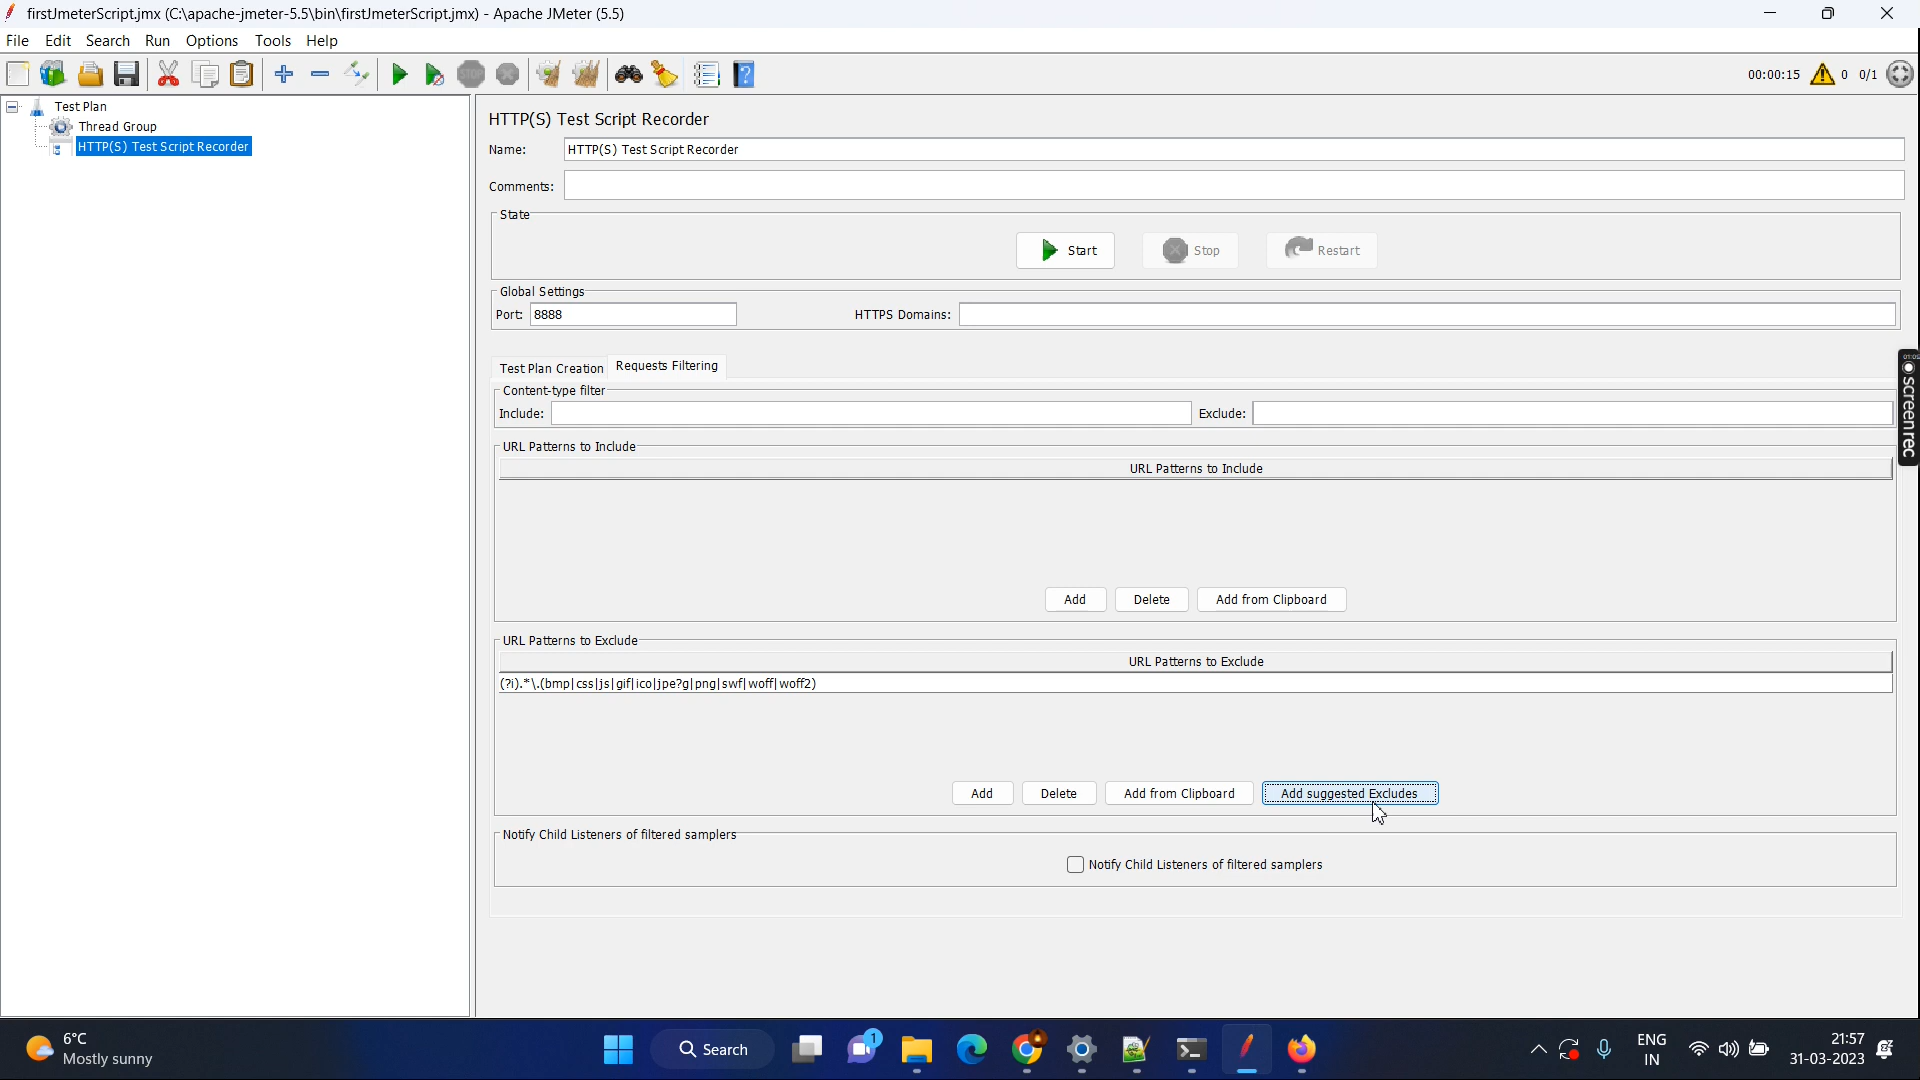 firstJmeterScript.jmx (C:\apache-jmeter-5.5\bin\firstJmeterScript.jmx) - Apache JMeter (5.5)
File Edit Search Run Options Tools Help
STOP 00:00:15 0 0/1
Test Plan
Thread Group
HTTP(S) Test Script Recorder
HTTP(S) Test Script Recorder
Name: HTTP(S) Test Script Recorder
Comments:
State
Start Stop Restart
Global Settings
Port: 8888 HTTPS Domains:
Test Plan Creation Requests Filtering
Content-type filter
Include: Exclude:
URL Patterns to Include
URL Patterns to Include
Add Delete Add from Clipboard
URL Patterns to Exclude
URL Patterns to Exclude
(?i).*\.(bmp|css|js|gif|ico|jpe?g|png|swf|woff|woff2)
Add Delete Add from Clipboard Add suggested Excludes
Notify Child Listeners of filtered samplers
Notify Child Listeners of filtered samplers
screenrec
6°C
Mostly sunny
Search
1
ENG
IN
21:57
31-03-2023